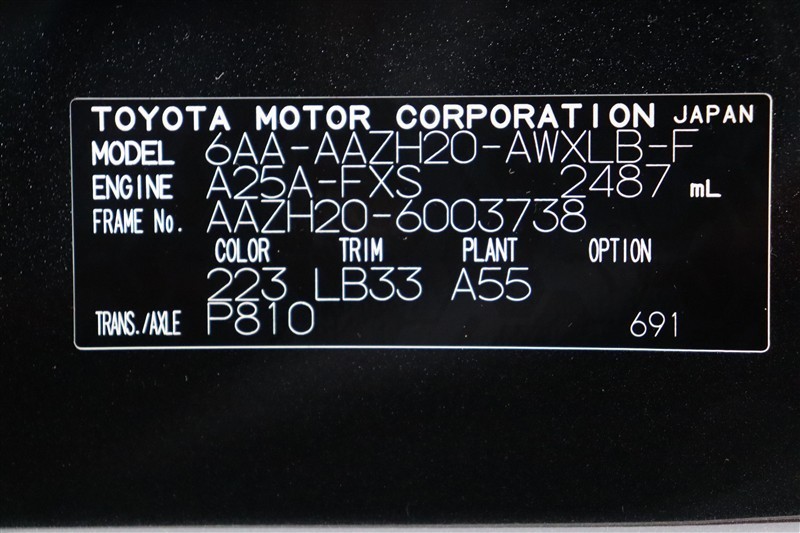 TOYOTA MOTOR CORPORATION JAPAN
MODEL 6AA-AAZH20-AWXLB-F
ENGINE A25A-FXS 2487 mL
FRAME No. AAZH20-6003738
COLOR TRIM PLANT OPTION
223 LB33 A55
TRANS./AXLE P810 691